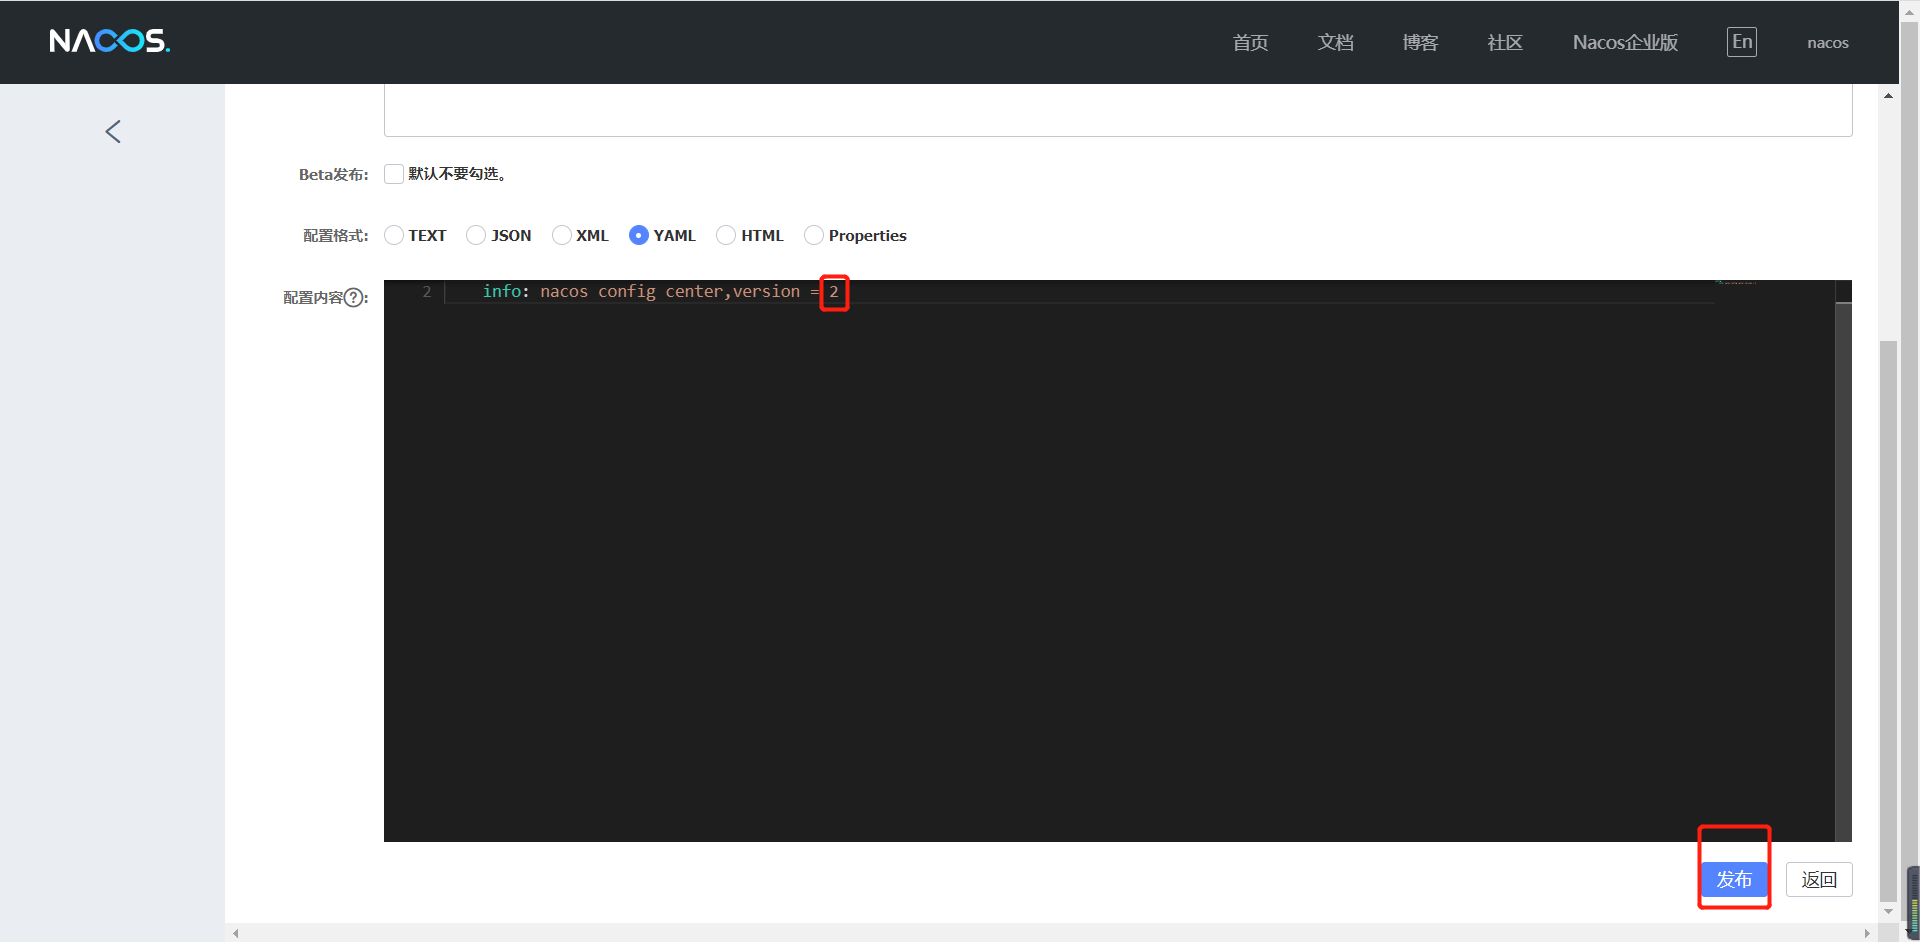 NACOS.
首页 文档 博客 社区 Nacos企业版 En nacos
Beta发布: 默认不要勾选。
配置格式: TEXT JSON XML YAML HTML Properties
配置内容?: 2 info: nacos config center,version = 2
发布 返回